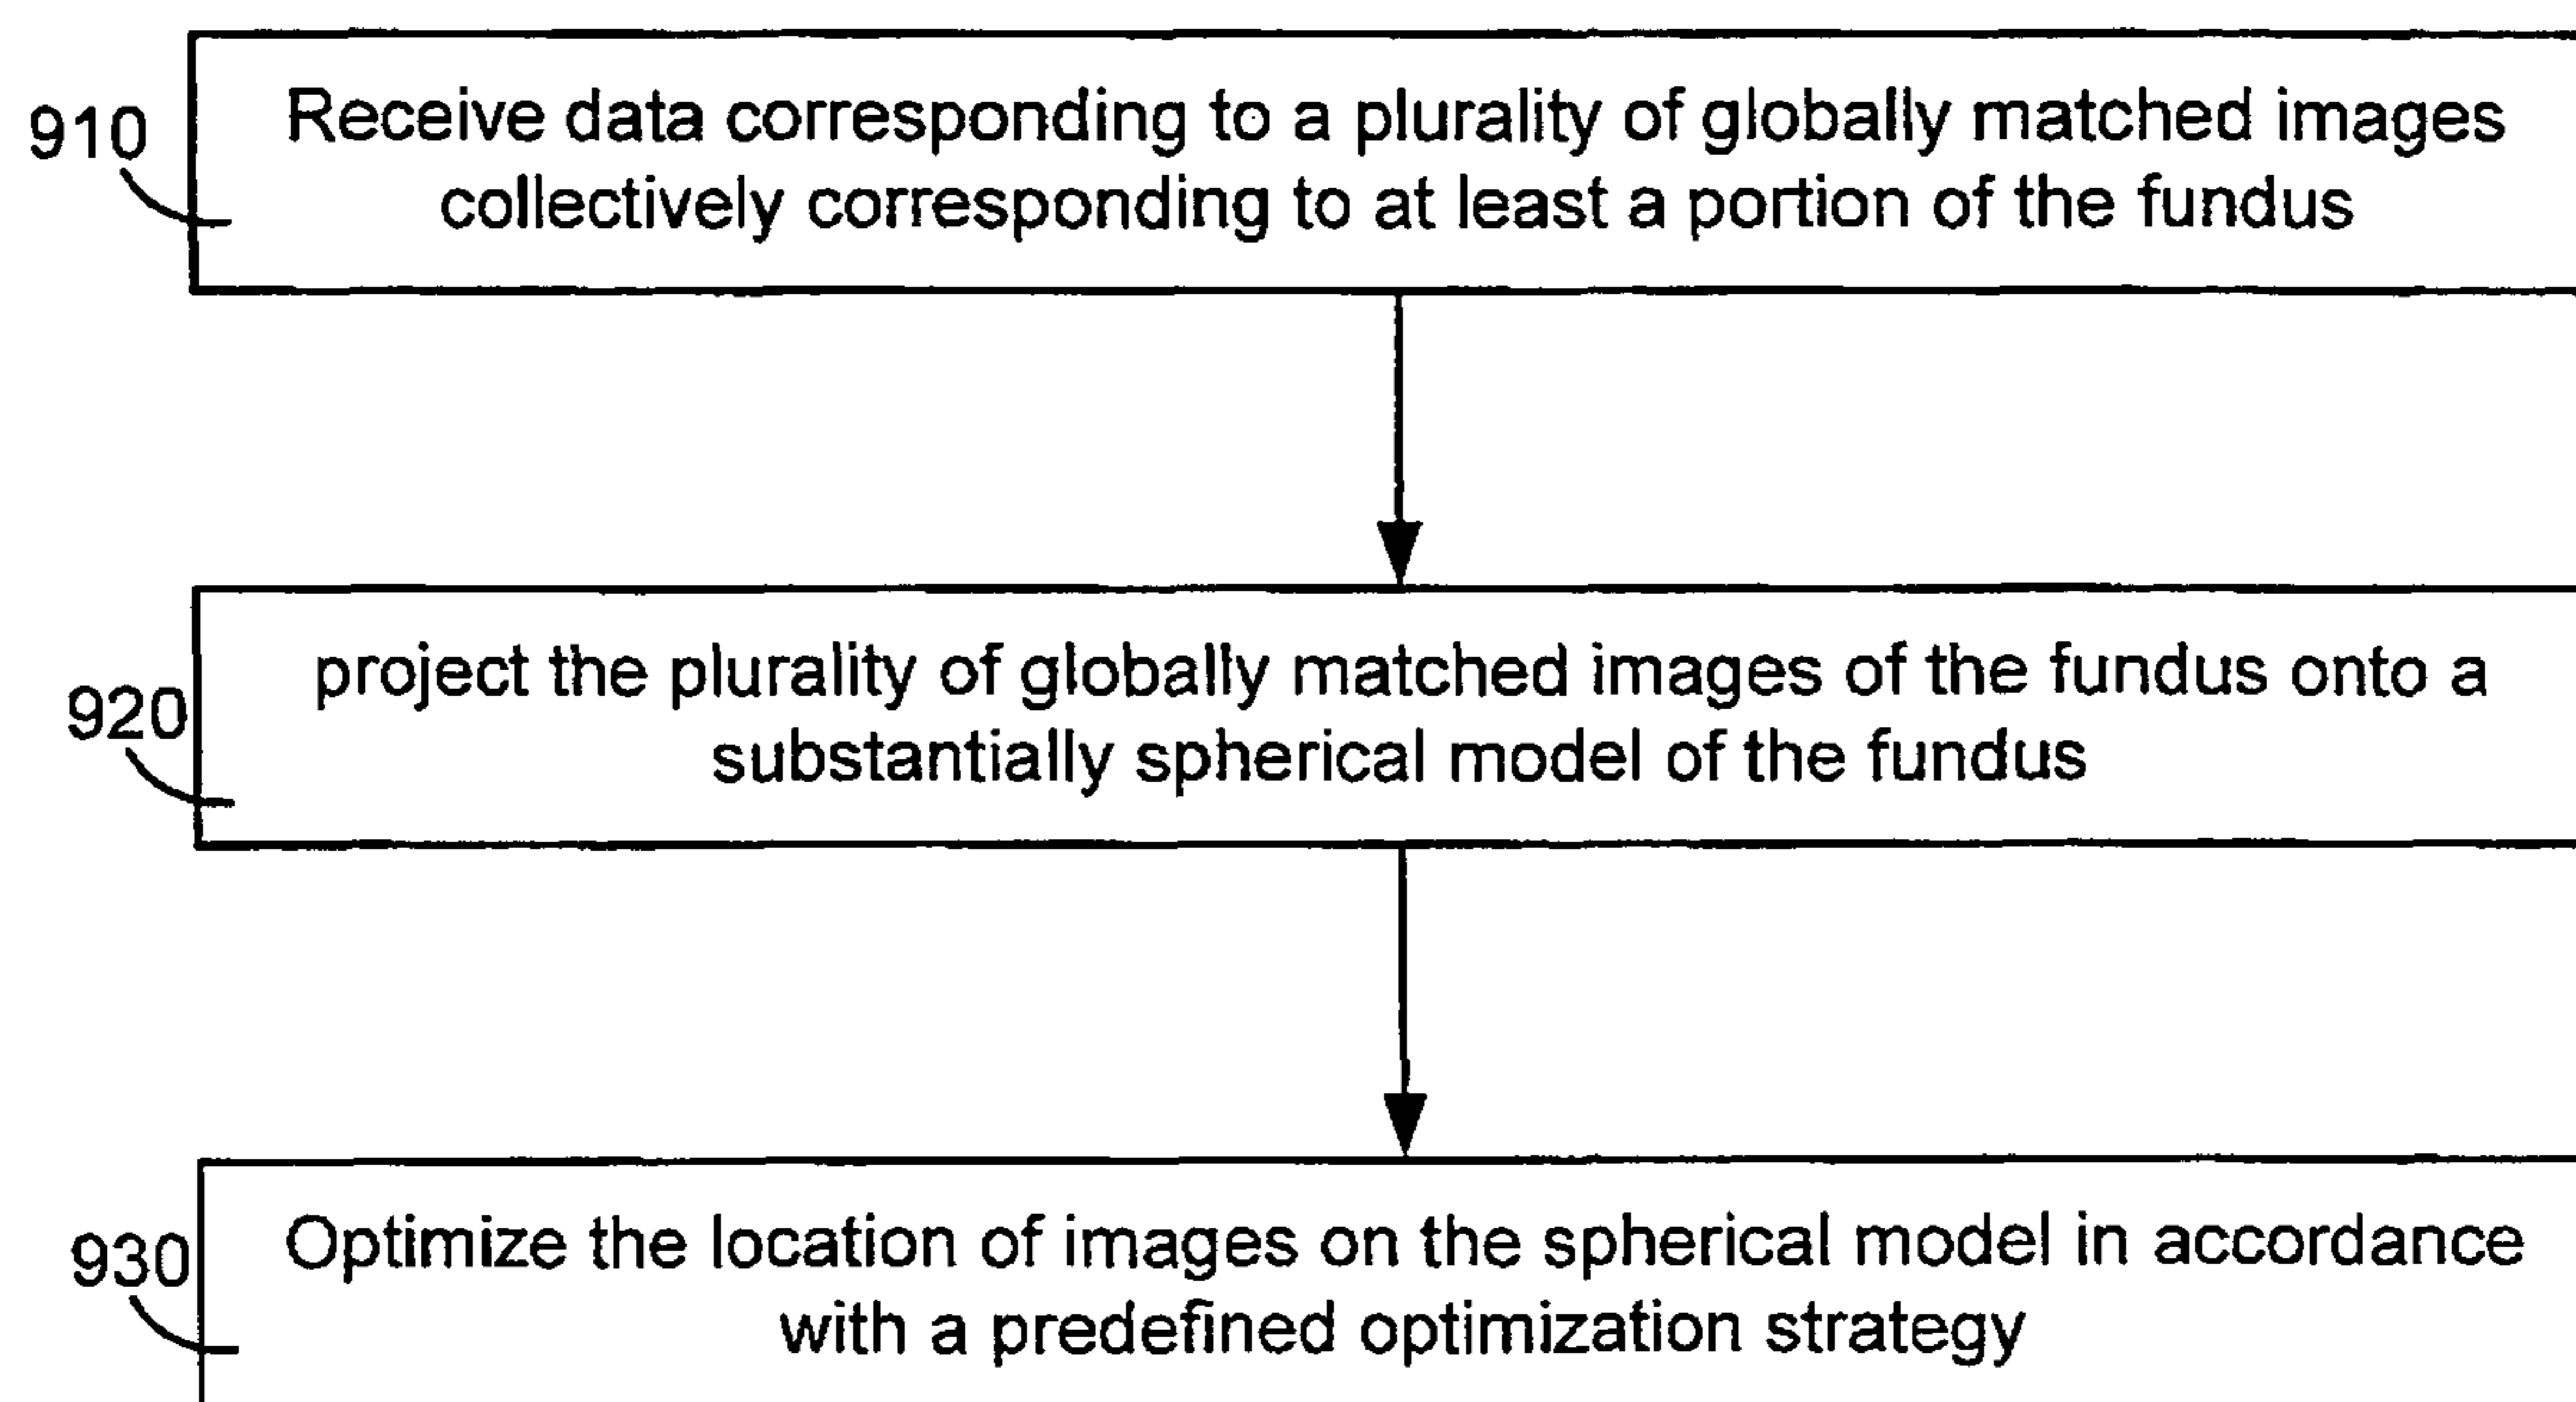 910
Receive data corresponding to a plurality of globally matched images
collectively corresponding to at least a portion of the fundus
920
project the plurality of globally matched images of the fundus onto a
substantially spherical model of the fundus
930
Optimize the location of images on the spherical model in accordance
with a predefined optimization strategy